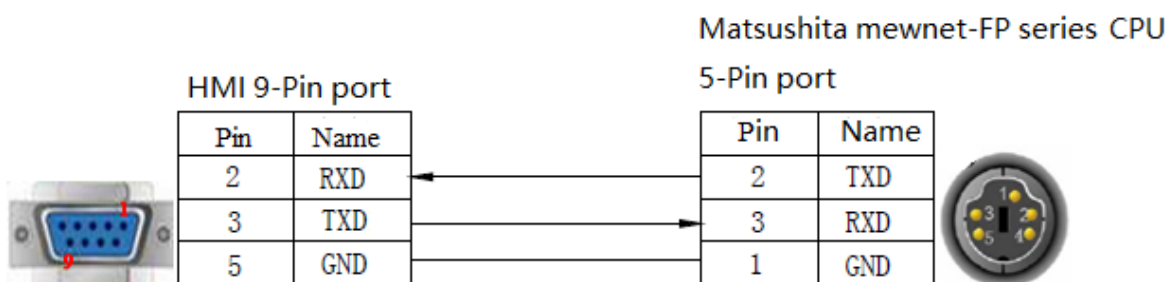 Matsushita mewnet-FP series CPU
HMI 9-Pin port
5-Pin port
Pin Name
Pin Name
2 RXD
2 TXD
3 TXD
3 RXD
5 GND
1 GND
1
9
1
3 2
5 4